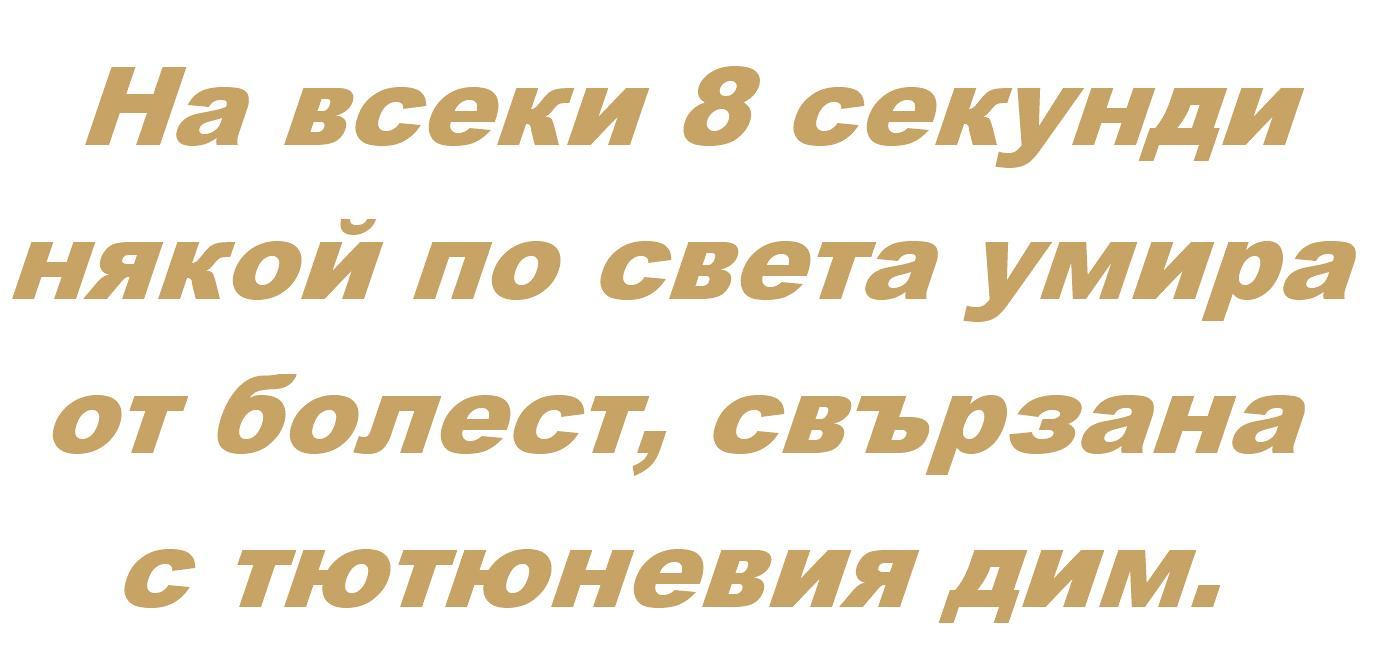 На всеки 8 секунди
някой по света умира
от болест, свързана
с тютюневия дим.